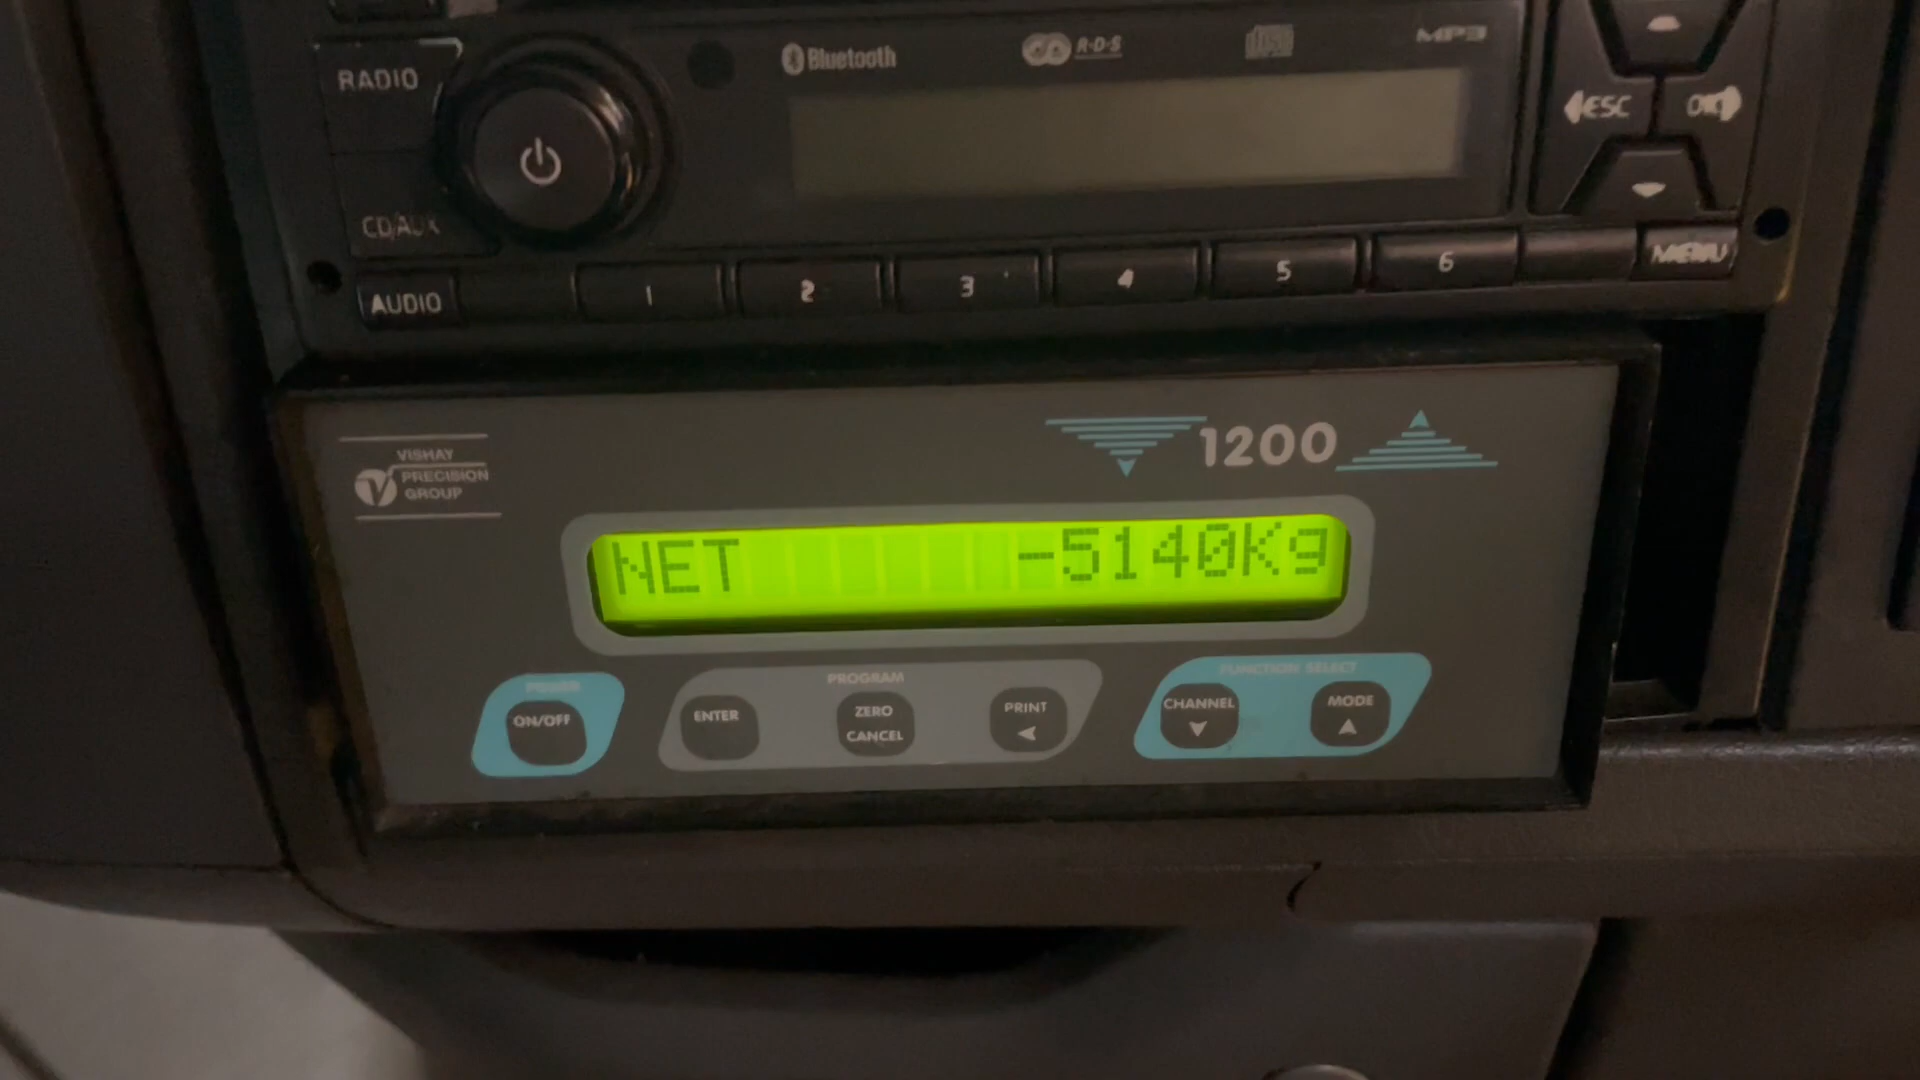 Bluetooth
R·D·S
MP3
RADIO
ESC
OK
CD/AUX
AUDIO
1
2
3
4
5
6
MENU
VISHAY
PRECISION
GROUP
1200
NET -5140Kg
POWER
ON/OFF
PROGRAM
ENTER
ZERO
CANCEL
PRINT
FUNCTION SELECT
CHANNEL
MODE